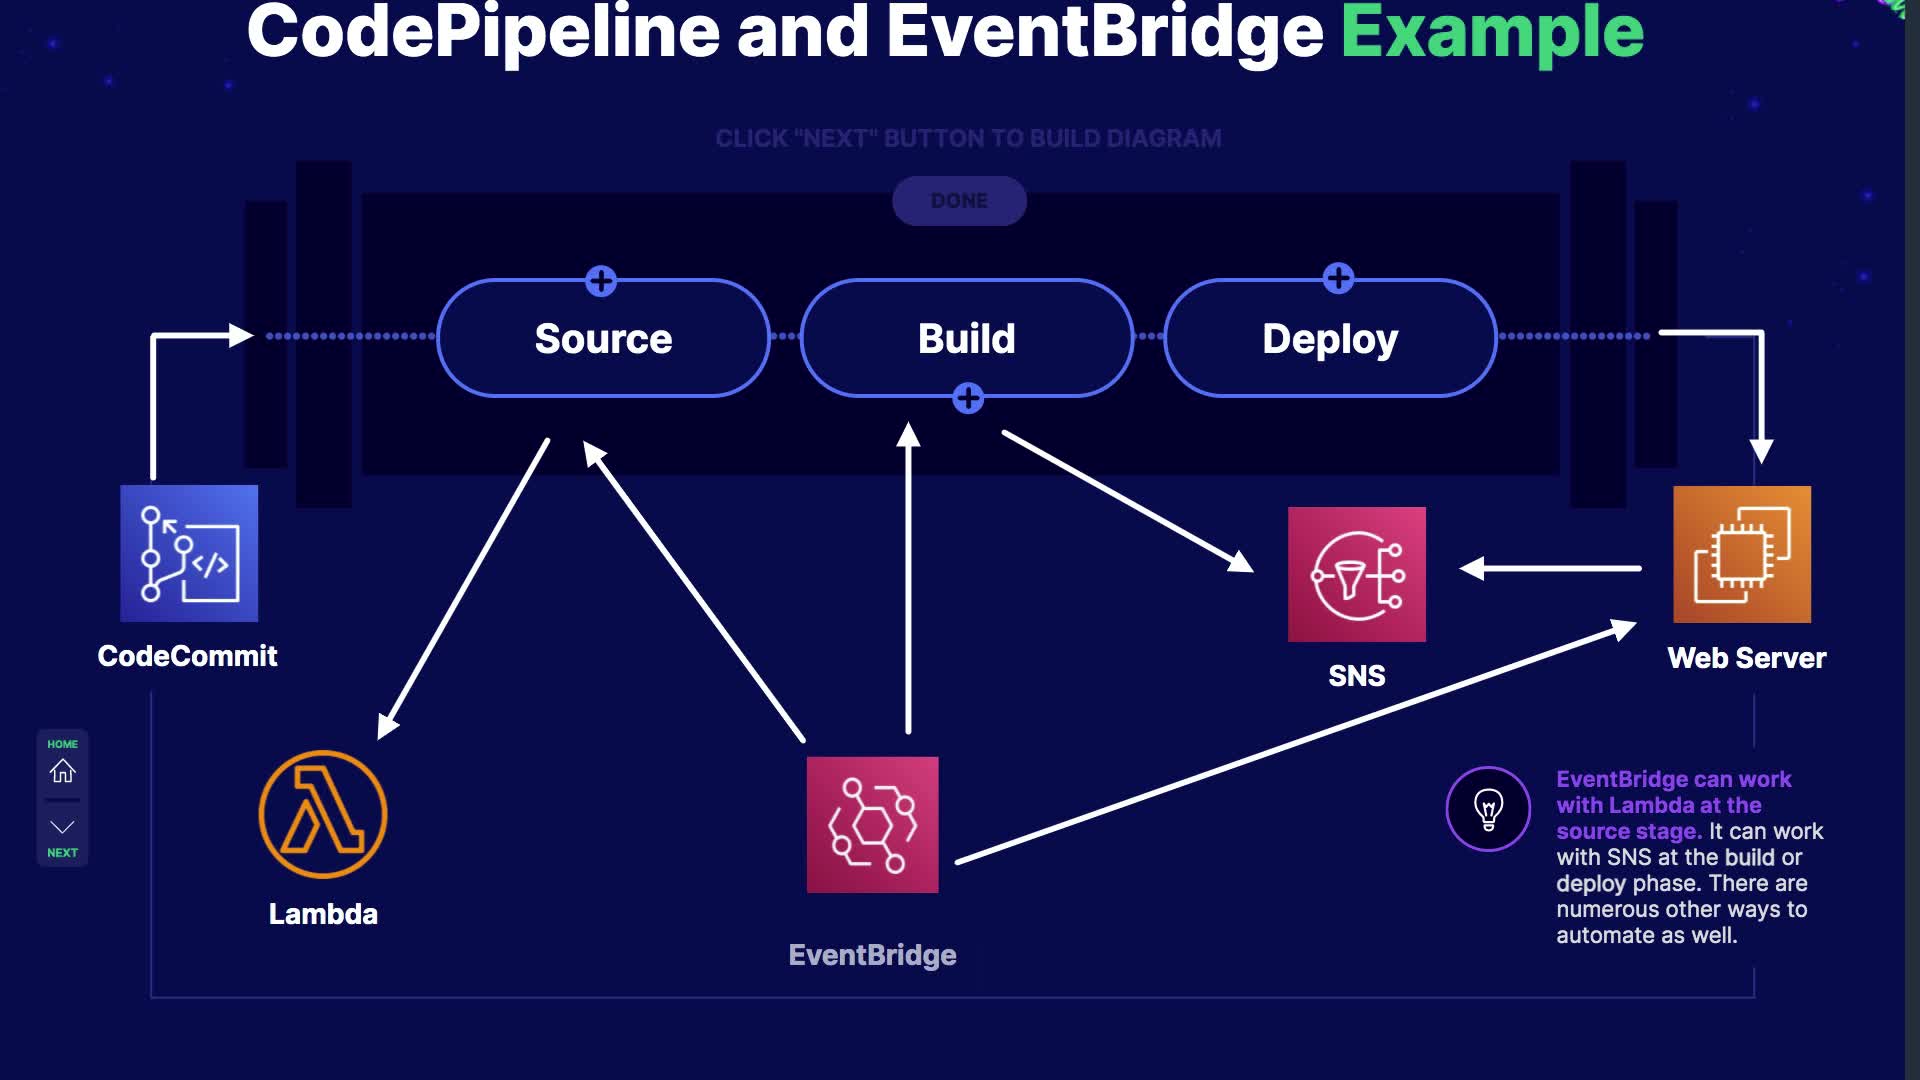 CodePipeline and EventBridge Example
CLICK "NEXT" BUTTON TO BUILD DIAGRAM
DONE
Source
Build
Deploy
CodeCommit
SNS
Web Server
HOME
NEXT
Lambda
EventBridge
EventBridge can work
with Lambda at the
source stage. It can work
with SNS at the build or
deploy phase. There are
numerous other ways to
automate as well.